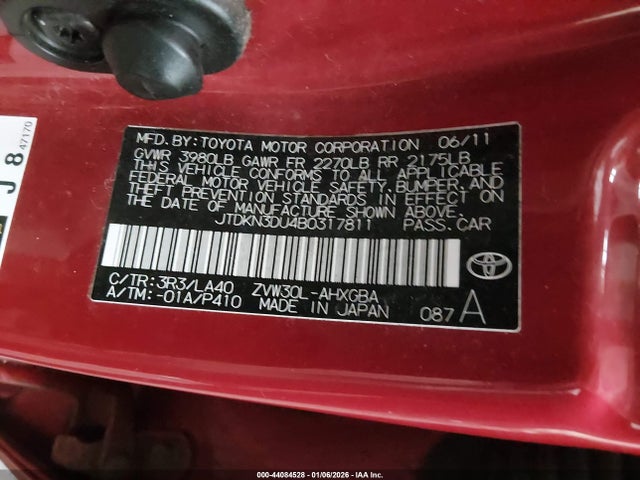 MFD.BY:TOYOTA MOTOR CORPORATION 06/11
GVWR 3980LB GAWR FR 2270LB RR 2175LB
THIS VEHICLE CONFORMS TO ALL APPLICABLE
FEDERAL MOTOR VEHICLE SAFETY, BUMPER, AND
THEFT PREVENTION STANDARDS IN EFFECT ON
THE DATE OF MANUFACTURE SHOWN ABOVE.
JTDKN3DU4B0317811 PASS.CAR
C/TR:3R3/LA40 ZVW30L-AHXGBA
A/TM:-01A/P410 MADE IN JAPAN 087 A
TOYOTA
J 8 47170
000-44084528 | 01/06/2026 | IAA Inc.